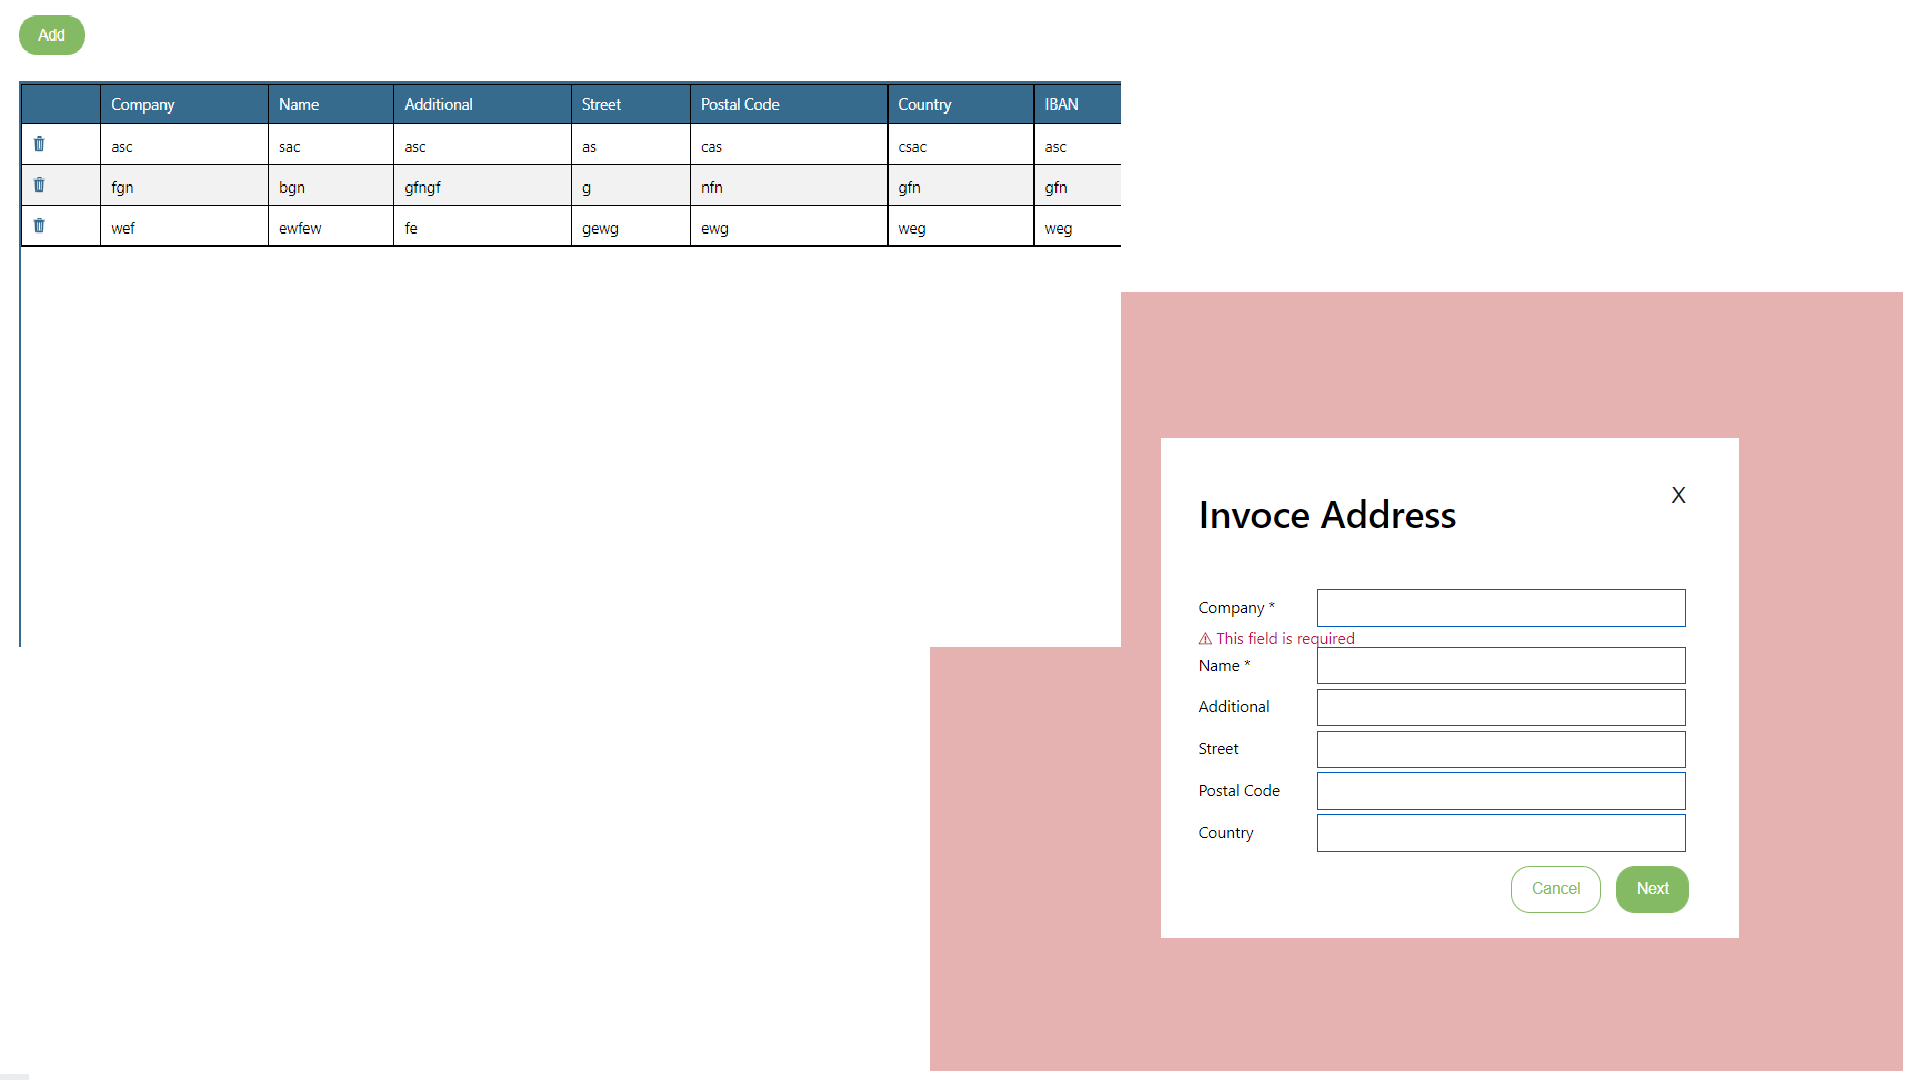 Add
Company Name Additional Street Postal Code Country IBAN
asc sac asc as cas csac asc
fgn bgn gfngf g nfn gfn gfn
wef ewfew fe gewg ewg weg weg
X
Invoce Address
Company *
⚠ This field is required
Name *
Additional
Street
Postal Code
Country
Cancel Next